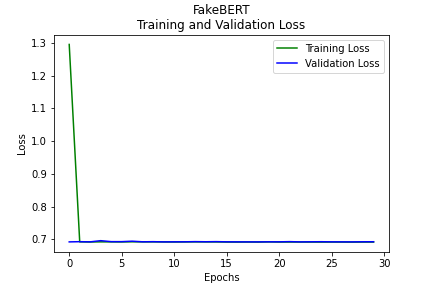 FakeBERT
Training and Validation Loss
Training Loss
Validation Loss
1.3
1.2
1.1
1.0
0.9
0.8
0.7
Loss
0
5
10
15
20
25
30
Epochs